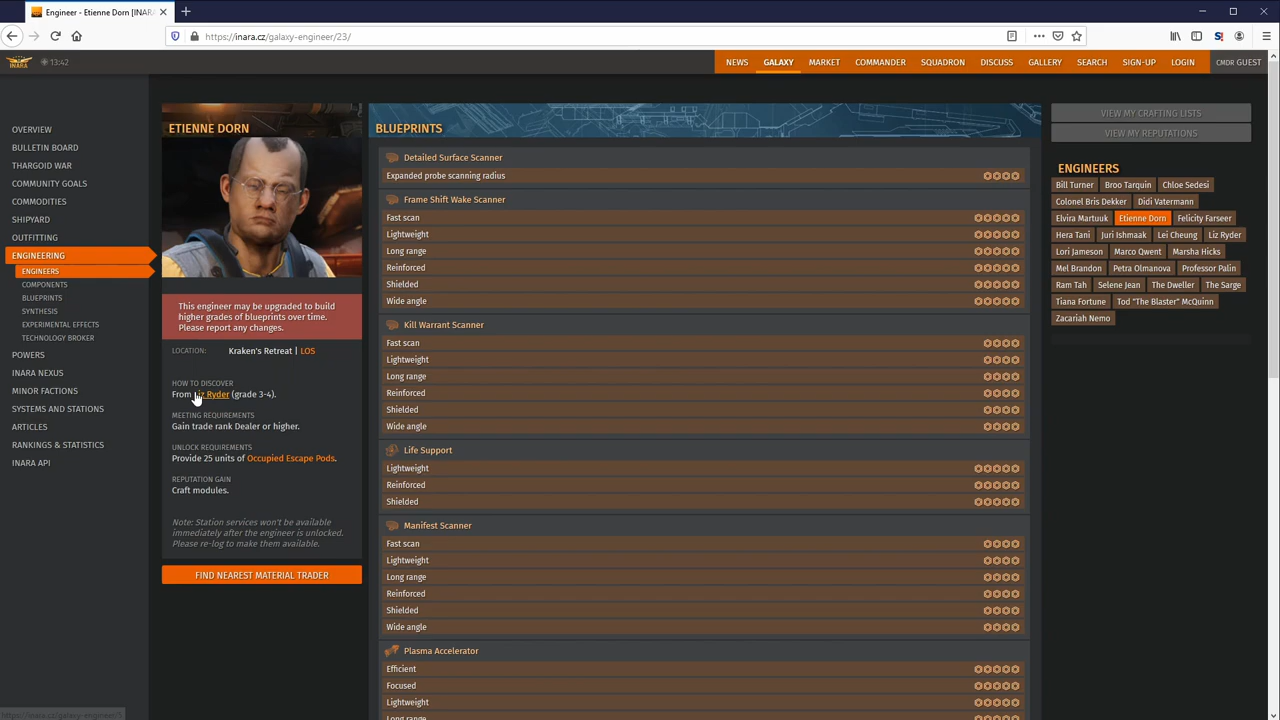 Engineer - Etienne Dorn [INARA
https://inara.cz/galaxy-engineer/23/
INARA
13:42
NEWS
GALAXY
MARKET
COMMANDER
SQUADRON
DISCUSS
GALLERY
SEARCH
SIGN-UP
LOGIN
CMDR GUEST
OVERVIEW
BULLETIN BOARD
THARGOID WAR
COMMUNITY GOALS
COMMODITIES
SHIPYARD
OUTFITTING
ENGINEERING
ENGINEERS
COMPONENTS
BLUEPRINTS
SYNTHESIS
EXPERIMENTAL EFFECTS
TECHNOLOGY BROKER
POWERS
INARA NEXUS
MINOR FACTIONS
SYSTEMS AND STATIONS
ARTICLES
RANKINGS & STATISTICS
INARA API
ETIENNE DORN
This engineer may be upgraded to build
higher grades of blueprints over time.
Please report any changes.
LOCATION: Kraken's Retreat | LOS
HOW TO DISCOVER
From Liz Ryder (grade 3-4).
MEETING REQUIREMENTS
Gain trade rank Dealer or higher.
UNLOCK REQUIREMENTS
Provide 25 units of Occupied Escape Pods.
REPUTATION GAIN
Craft modules.
Note: Station services won't be available
immediately after the engineer is unlocked.
Please re-log to make them available.
FIND NEAREST MATERIAL TRADER
BLUEPRINTS
Detailed Surface Scanner
Expanded probe scanning radius
Frame Shift Wake Scanner
Fast scan
Lightweight
Long range
Reinforced
Shielded
Wide angle
Kill Warrant Scanner
Fast scan
Lightweight
Long range
Reinforced
Shielded
Wide angle
Life Support
Lightweight
Reinforced
Shielded
Manifest Scanner
Fast scan
Lightweight
Long range
Reinforced
Shielded
Wide angle
Plasma Accelerator
Efficient
Focused
Lightweight
Long range
VIEW MY CRAFTING LISTS
VIEW MY REPUTATIONS
ENGINEERS
Bill Turner Broo Tarquin Chloe Sedesi
Colonel Bris Dekker Didi Vatermann
Elvira Martuuk Etienne Dorn Felicity Farseer
Hera Tani Juri Ishmaak Lei Cheung Liz Ryder
Lori Jameson Marco Qwent Marsha Hicks
Mel Brandon Petra Olmanova Professor Palin
Ram Tah Selene Jean The Dweller The Sarge
Tiana Fortune Tod "The Blaster" McQuinn
Zacariah Nemo
https://inara.cz/galaxy-engineer/5